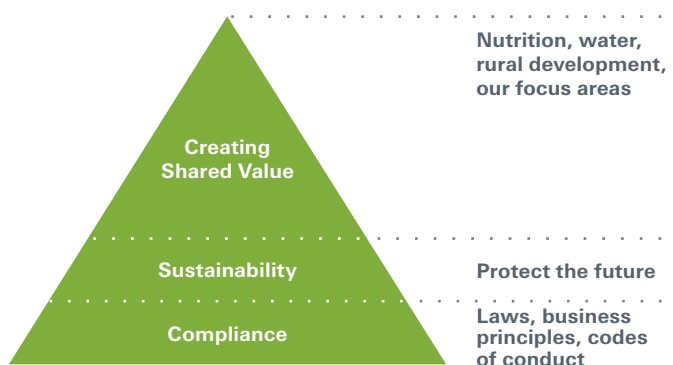 Nutrition, water,
rural development,
our focus areas
Creating
Shared Value
Sustainability
Protect the future
Compliance
Laws, business
principles, codes
of conduct